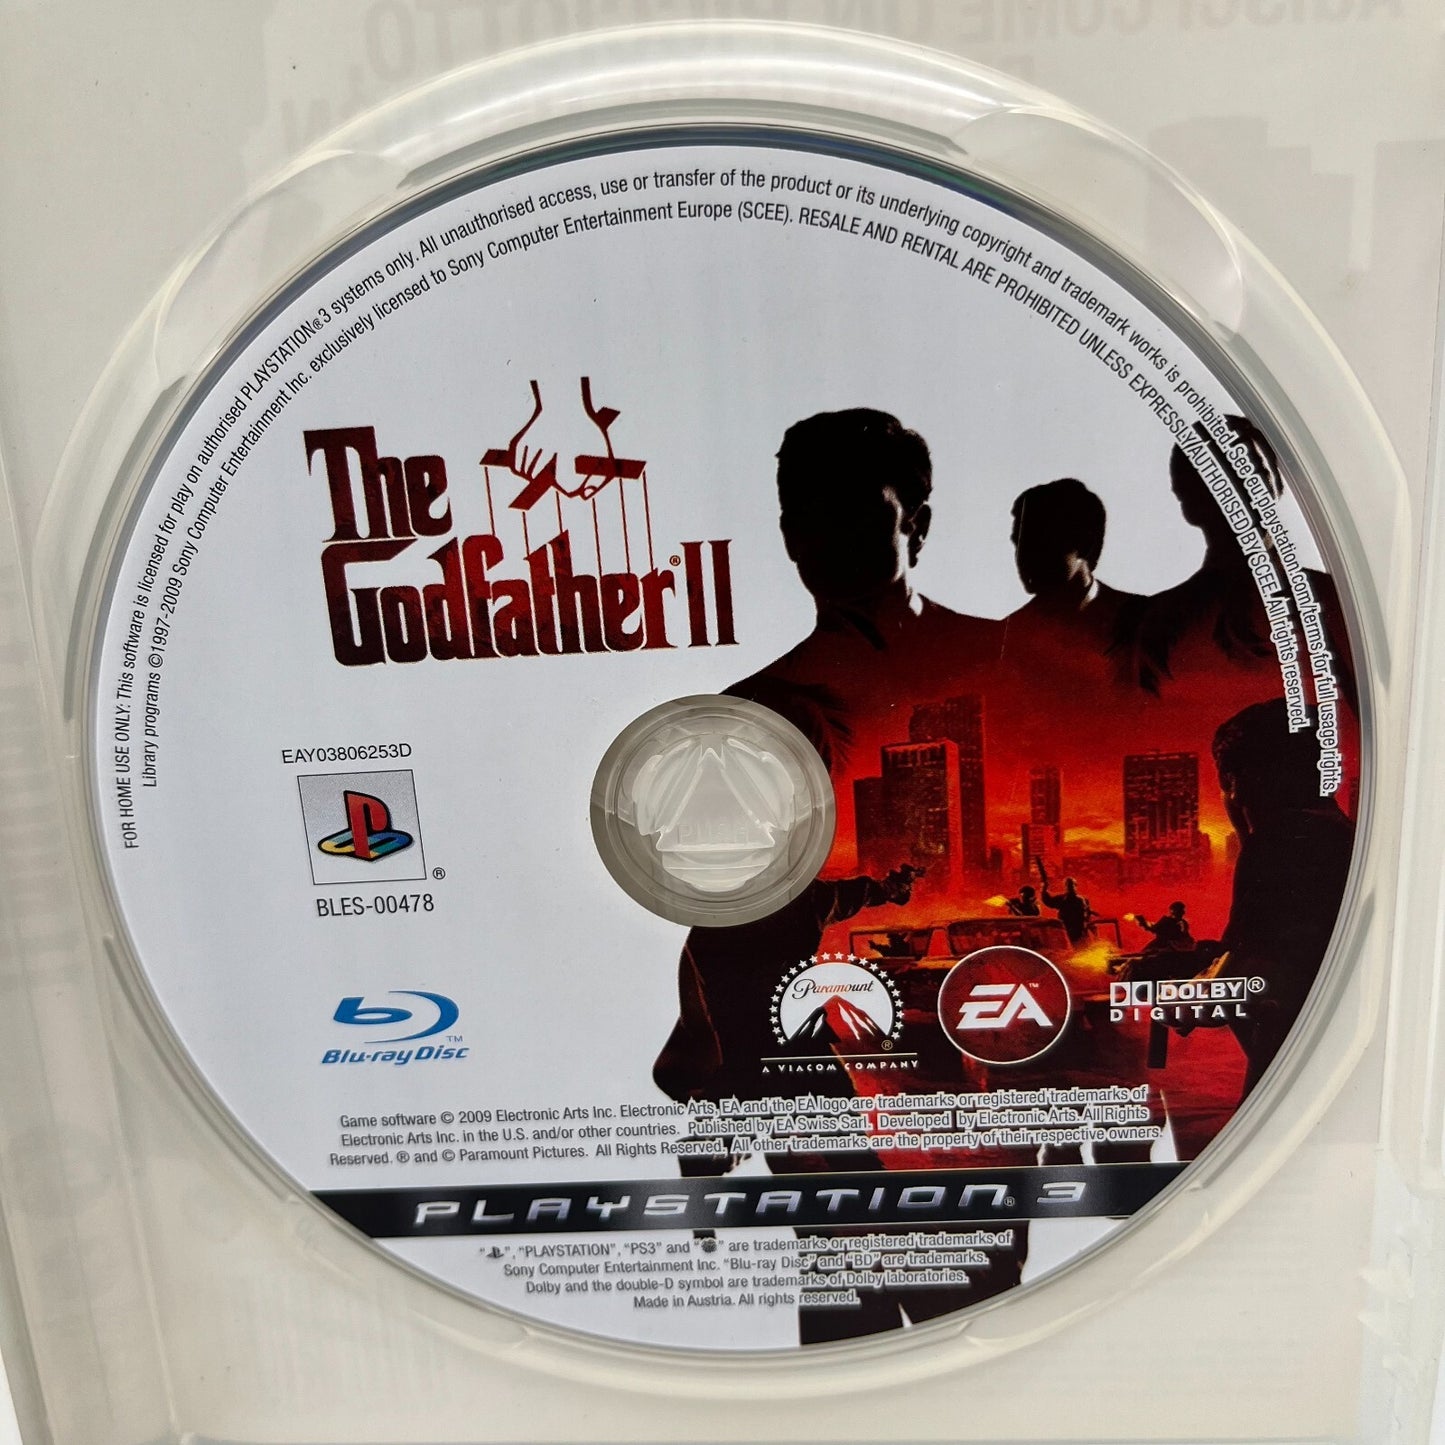 FOR HOME USE ONLY: This software is licensed for play on authorised PLAYSTATION®3 systems only. All unauthorised access, use or transfer of the product or its underlying copyright and trademark works is prohibited. See eu.playstation.com/terms for full usage rights.
Library programs ©1997-2009 Sony Computer Entertainment Inc. exclusively licensed to Sony Computer Entertainment Europe (SCEE). RESALE AND RENTAL ARE PROHIBITED UNLESS EXPRESSLY AUTHORISED BY SCEE. All rights reserved.
The
Godfather® II
EAY03806253D
®
BLES-00478
PUSH
Blu-ray Disc™
Paramount
®
A VIACOM COMPANY
EA™
DOLBY®
DIGITAL
Game software © 2009 Electronic Arts Inc. Electronic Arts, EA and the EA logo are trademarks or registered trademarks of
Electronic Arts Inc. in the U.S. and/or other countries. Published by EA Swiss Sarl. Developed by Electronic Arts. All Rights
Reserved. ® and © Paramount Pictures. All Rights Reserved. All other trademarks are the property of their respective owners.
PLAYSTATION® 3
"", "PLAYSTATION", "PS3" and "" are trademarks or registered trademarks of
Sony Computer Entertainment Inc. "Blu-ray Disc" and "BD" are trademarks.
Dolby and the double-D symbol are trademarks of Dolby laboratories.
Made in Austria. All rights reserved.